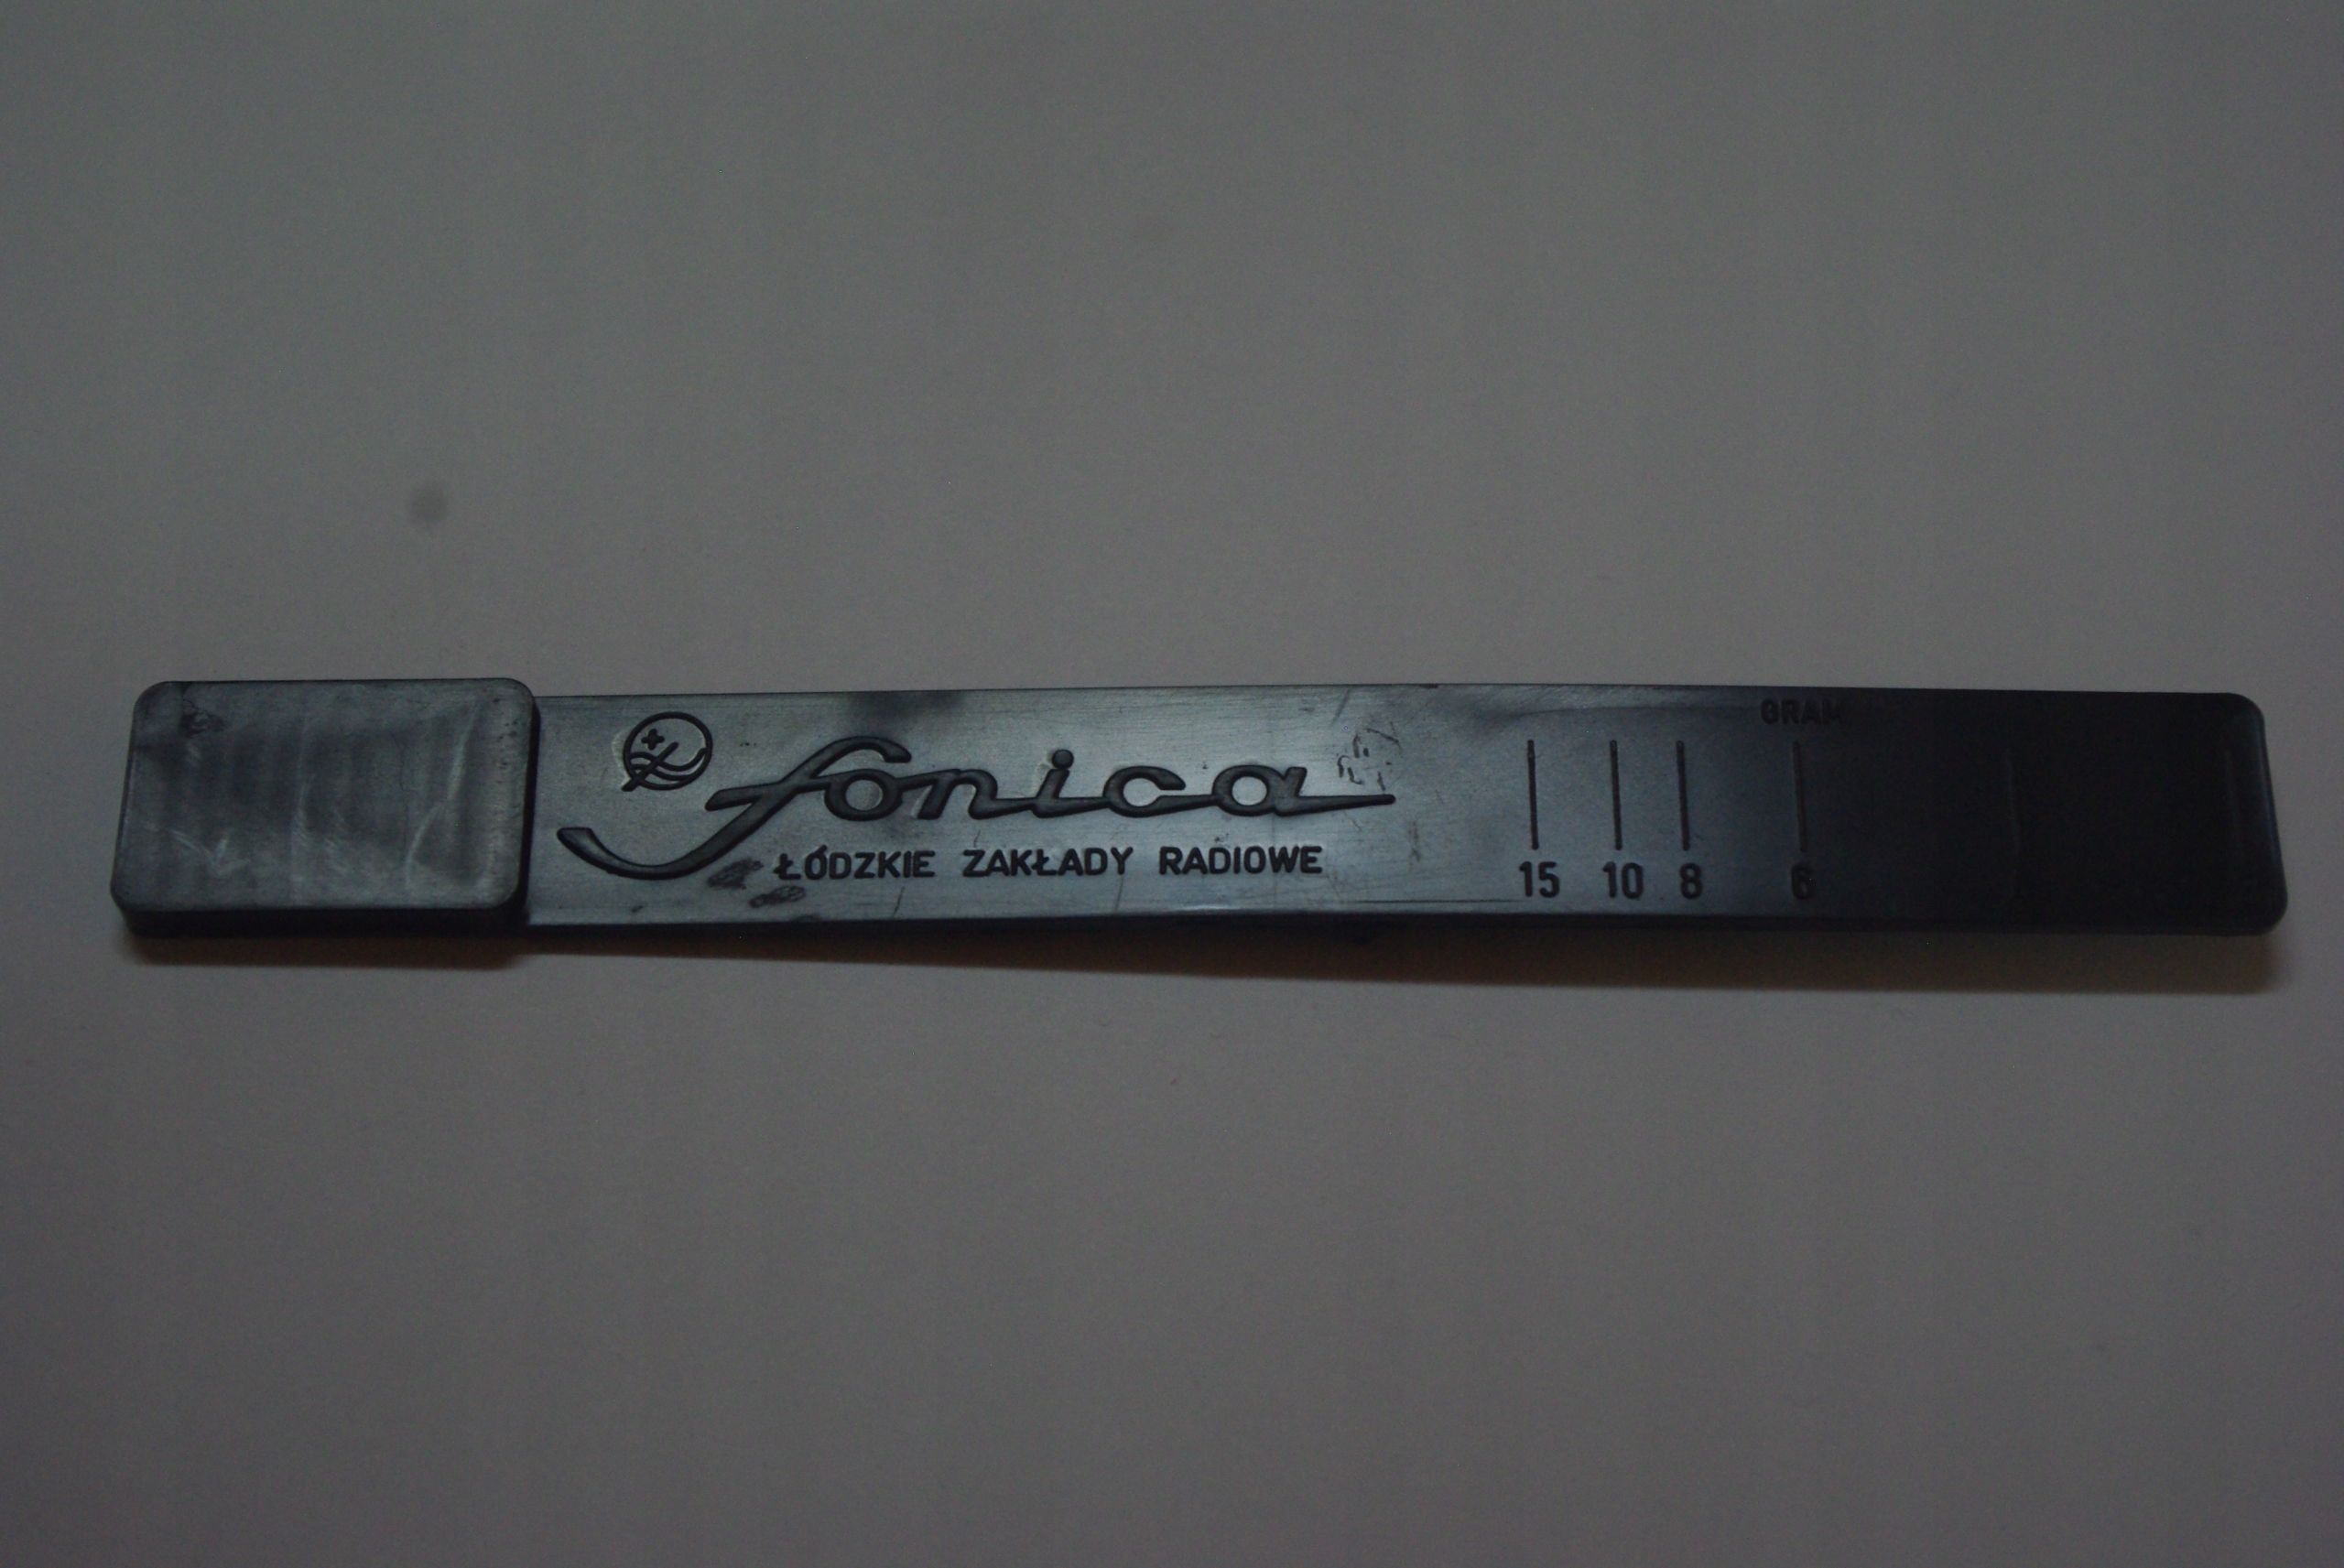 fonica
ŁÓDZKIE ZAKŁADY RADIOWE
GRAM
15 10 8 6